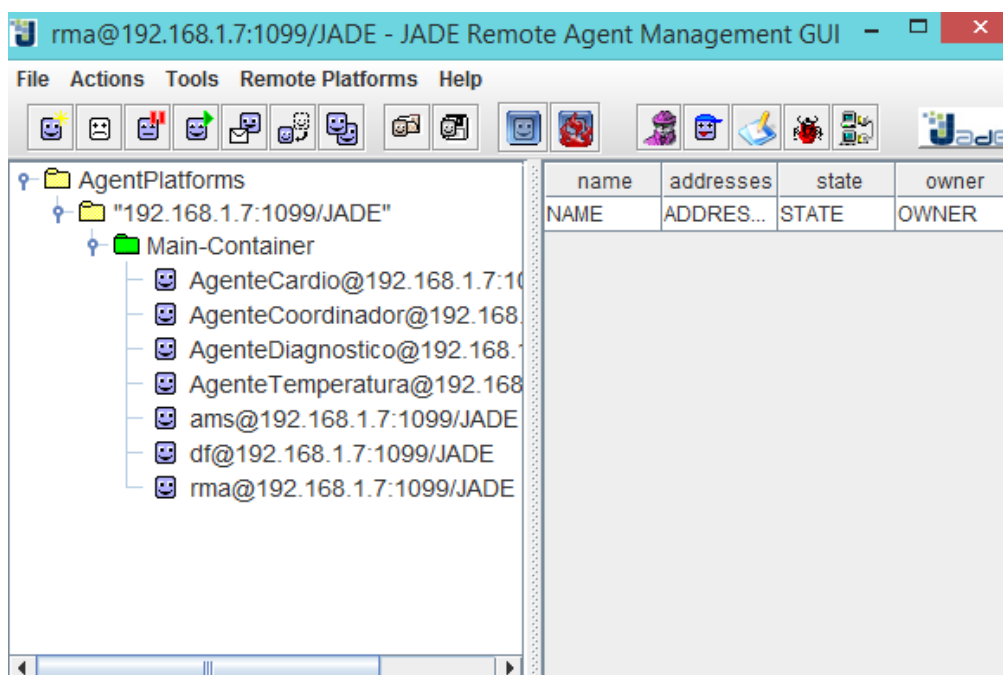 rma@192.168.1.7:1099/JADE - JADE Remote Agent Management GUI
File Actions Tools Remote Platforms Help
Jade
AgentPlatforms
"192.168.1.7:1099/JADE"
Main-Container
AgenteCardio@192.168.1.7:10
AgenteCoordinador@192.168.
AgenteDiagnostico@192.168.1
AgenteTemperatura@192.168
ams@192.168.1.7:1099/JADE
df@192.168.1.7:1099/JADE
rma@192.168.1.7:1099/JADE
name addresses state owner
NAME ADDRES... STATE OWNER